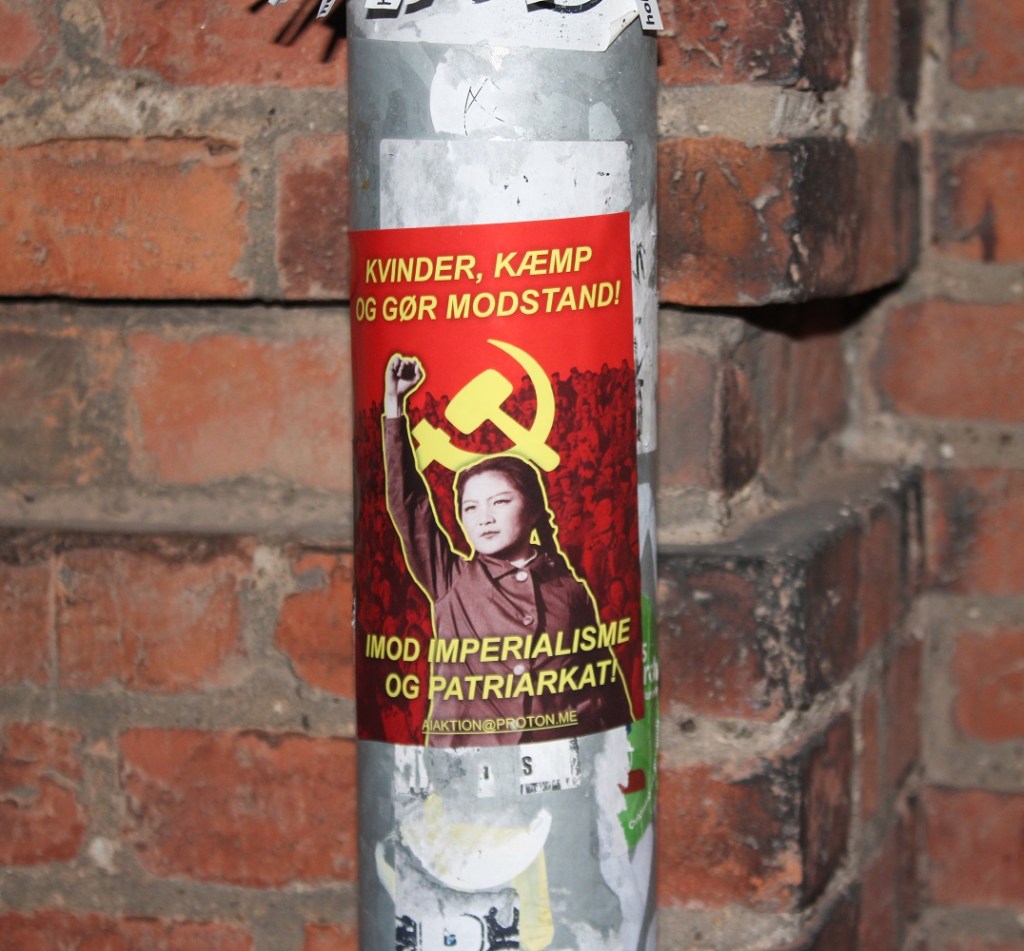 KVINDER, KÆMP
OG GØR MODSTAND!
IMOD IMPERIALISME
OG PATRIARKAT!
AIAKTION@PROTON.ME